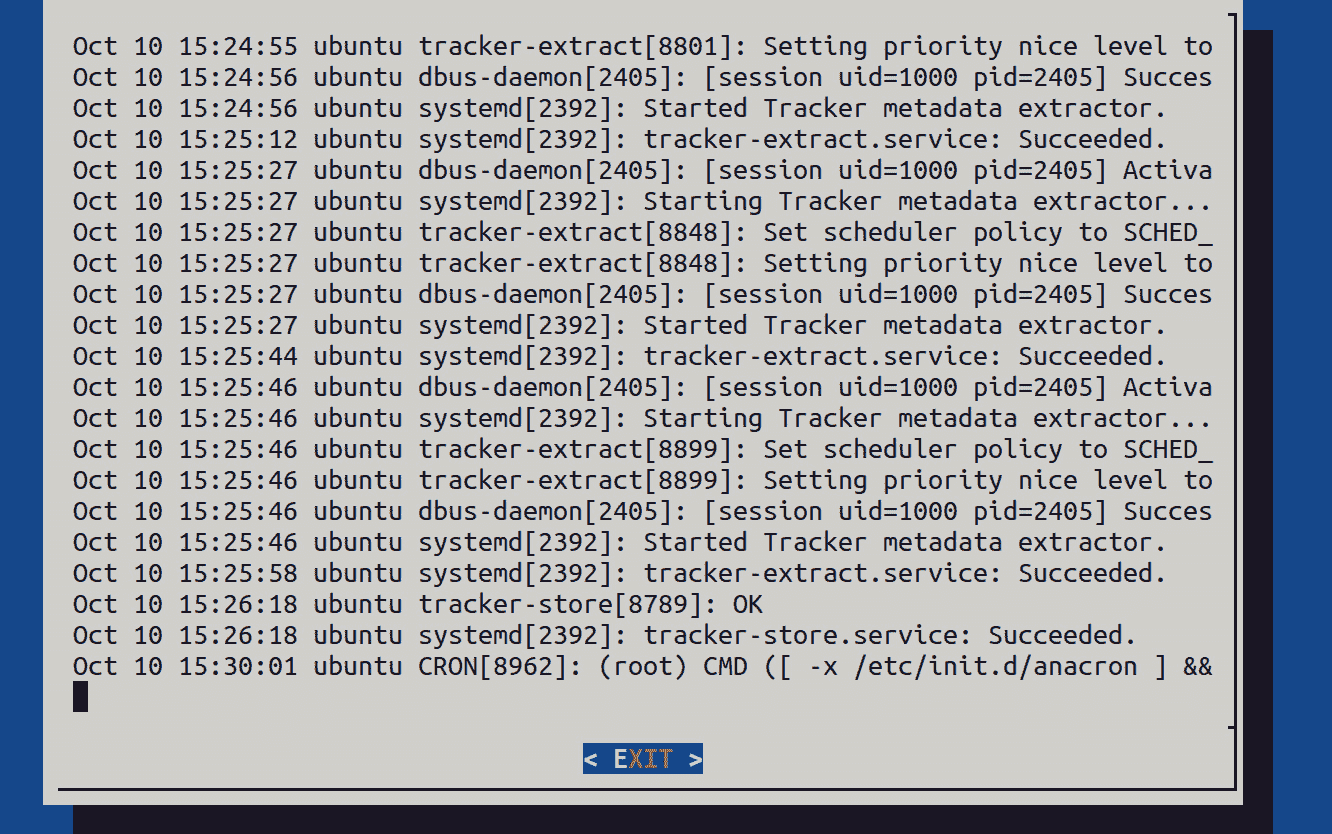 Oct 10 15:24:55 ubuntu tracker-extract[8801]: Setting priority nice level to
Oct 10 15:24:56 ubuntu dbus-daemon[2405]: [session uid=1000 pid=2405] Succes
Oct 10 15:24:56 ubuntu systemd[2392]: Started Tracker metadata extractor.
Oct 10 15:25:12 ubuntu systemd[2392]: tracker-extract.service: Succeeded.
Oct 10 15:25:27 ubuntu dbus-daemon[2405]: [session uid=1000 pid=2405] Activa
Oct 10 15:25:27 ubuntu systemd[2392]: Starting Tracker metadata extractor...
Oct 10 15:25:27 ubuntu tracker-extract[8848]: Set scheduler policy to SCHED_
Oct 10 15:25:27 ubuntu tracker-extract[8848]: Setting priority nice level to
Oct 10 15:25:27 ubuntu dbus-daemon[2405]: [session uid=1000 pid=2405] Succes
Oct 10 15:25:27 ubuntu systemd[2392]: Started Tracker metadata extractor.
Oct 10 15:25:44 ubuntu systemd[2392]: tracker-extract.service: Succeeded.
Oct 10 15:25:46 ubuntu dbus-daemon[2405]: [session uid=1000 pid=2405] Activa
Oct 10 15:25:46 ubuntu systemd[2392]: Starting Tracker metadata extractor...
Oct 10 15:25:46 ubuntu tracker-extract[8899]: Set scheduler policy to SCHED_
Oct 10 15:25:46 ubuntu tracker-extract[8899]: Setting priority nice level to
Oct 10 15:25:46 ubuntu dbus-daemon[2405]: [session uid=1000 pid=2405] Succes
Oct 10 15:25:46 ubuntu systemd[2392]: Started Tracker metadata extractor.
Oct 10 15:25:58 ubuntu systemd[2392]: tracker-extract.service: Succeeded.
Oct 10 15:26:18 ubuntu tracker-store[8789]: OK
Oct 10 15:26:18 ubuntu systemd[2392]: tracker-store.service: Succeeded.
Oct 10 15:30:01 ubuntu CRON[8962]: (root) CMD ([ -x /etc/init.d/anacron ] &&
< EXIT >